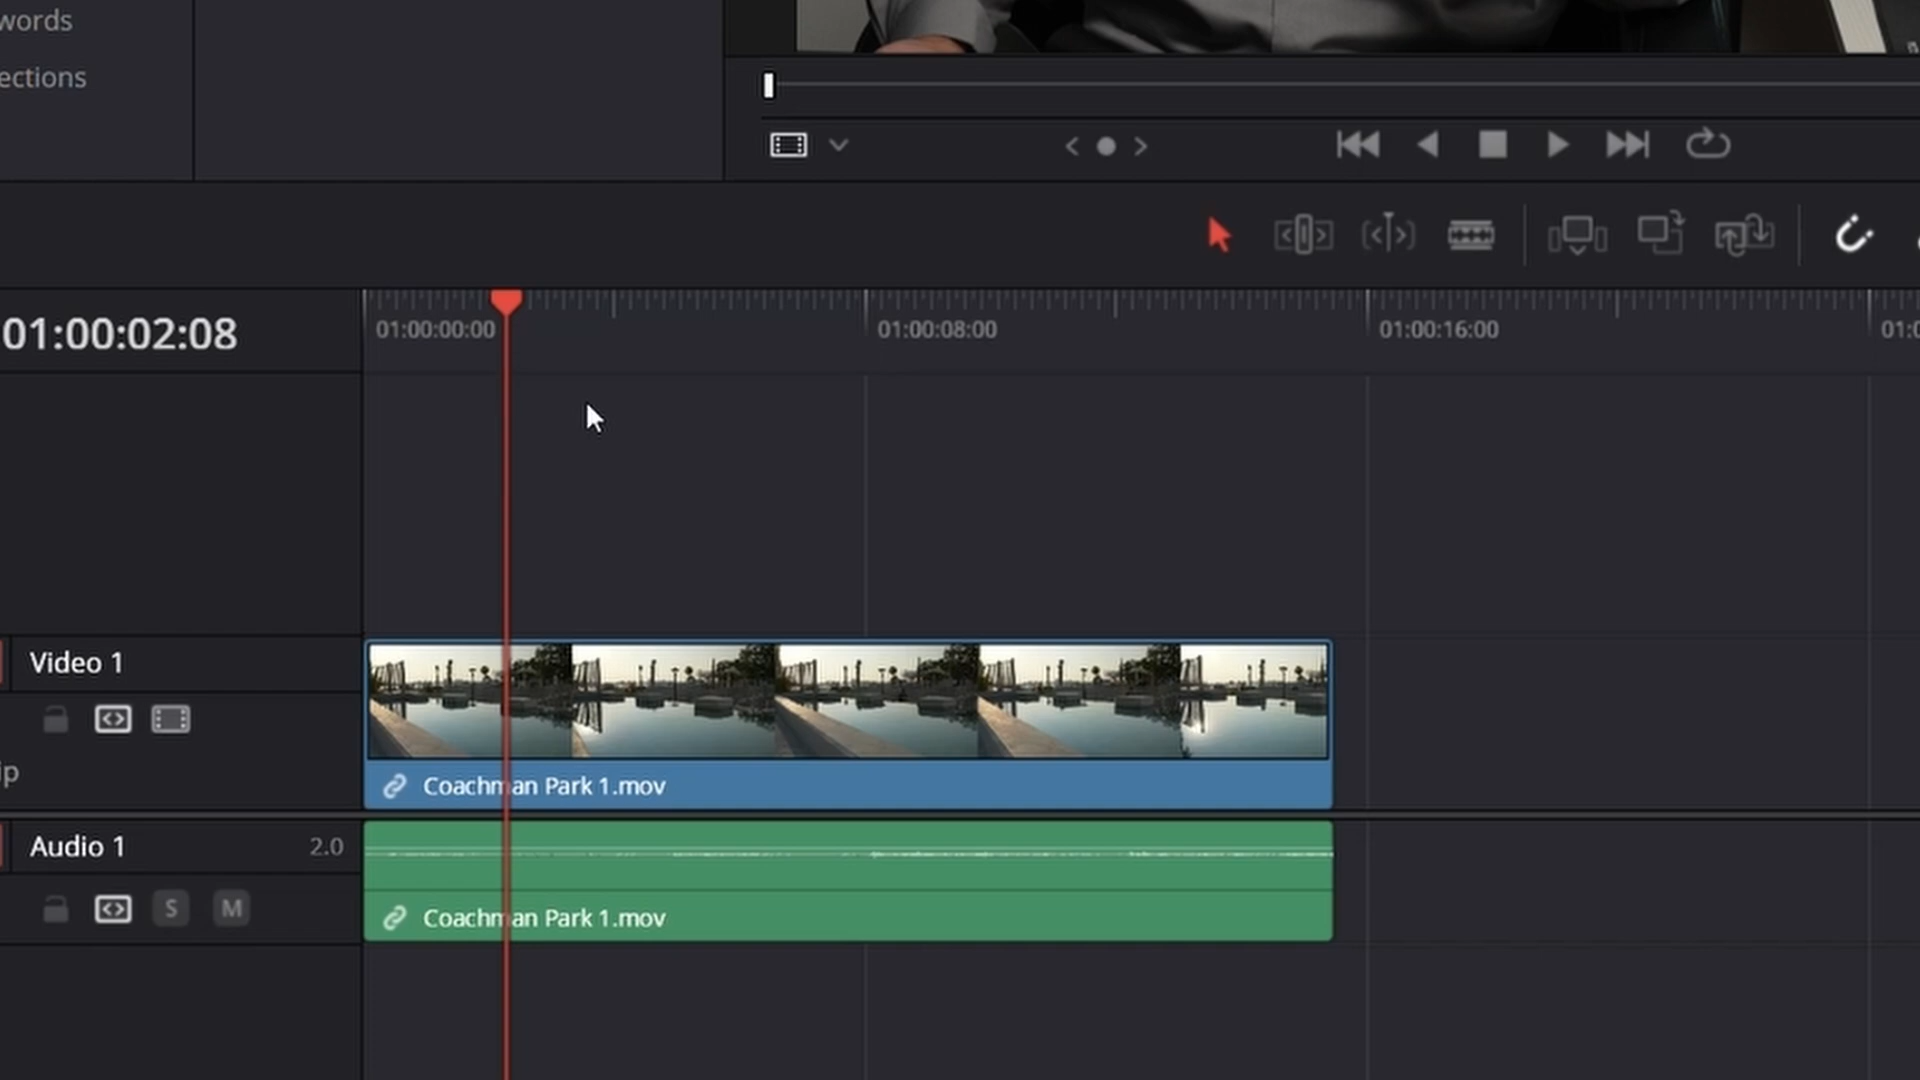 words
ections
01:00:02:08
01:00:00:00
01:00:08:00
01:00:16:00
01:0
Video 1
ip
Coachman Park 1.mov
Audio 1
2.0
S
M
Coachman Park 1.mov